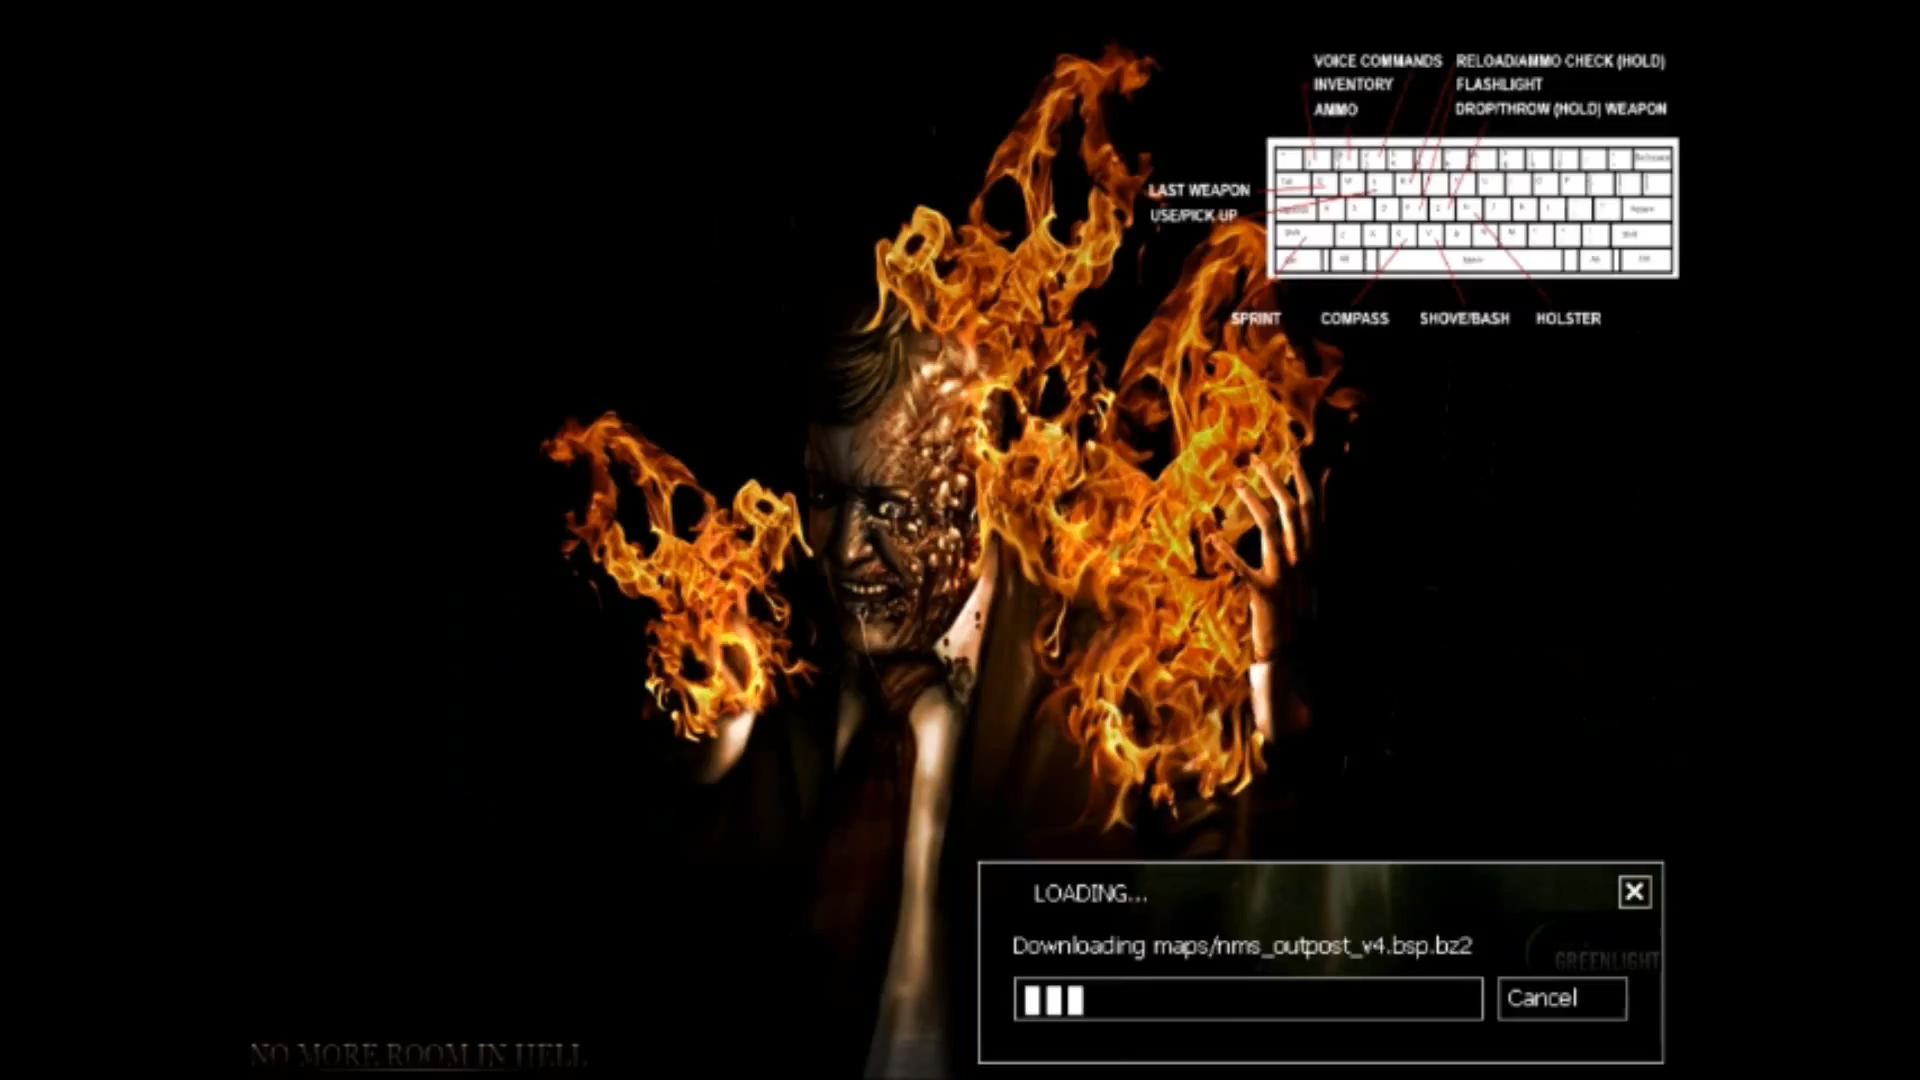 VOICE COMMANDS RELOAD/AMMO CHECK (HOLD)
INVENTORY FLASHLIGHT
AMMO DROP/THROW (HOLD) WEAPON
LAST WEAPON
USE/PICK UP
SPRINT COMPASS SHOVE/BASH HOLSTER
LOADING...
Downloading maps/nms_outpost_v4.bsp.bz2
GREENLIGHT
Cancel
NO MORE ROOM IN HELL